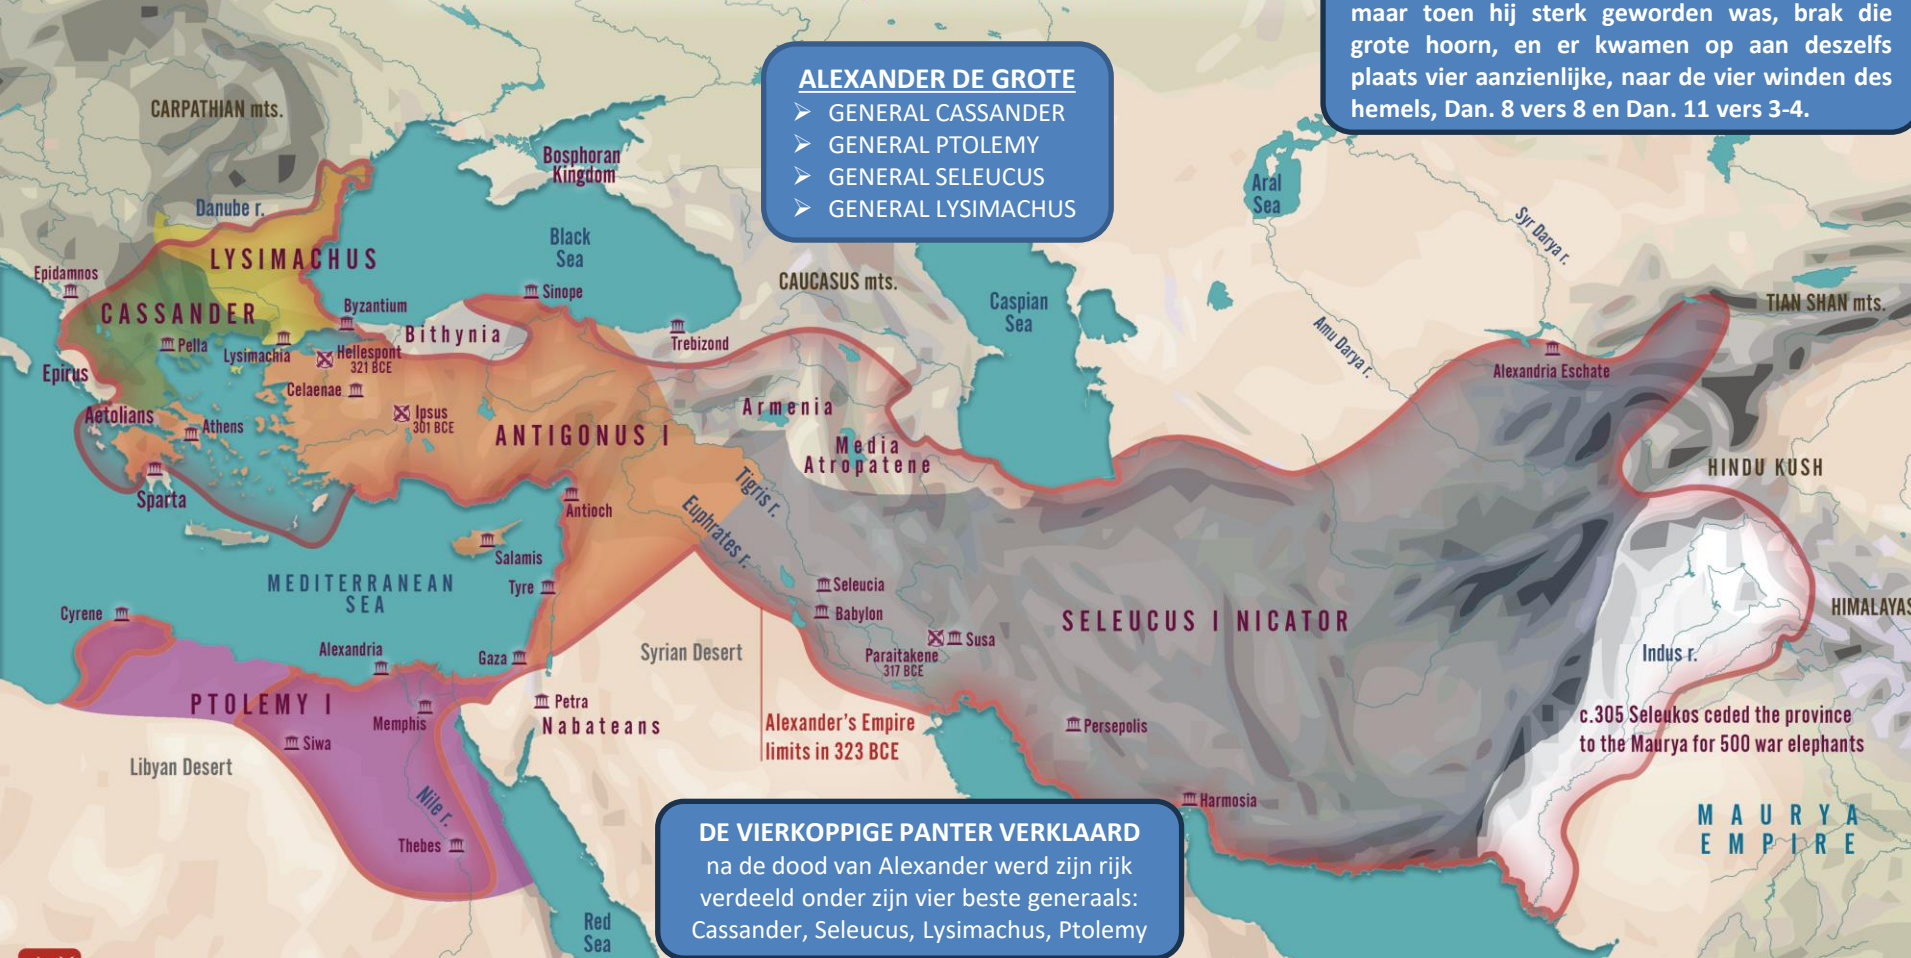 maar toen hij sterk geworden was, brak die
grote hoorn, en er kwamen op aan deszelfs
plaats vier aanzienlijke, naar de vier winden des
hemels, Dan. 8 vers 8 en Dan. 11 vers 3-4.
ALEXANDER DE GROTE
➢ GENERAL CASSANDER
➢ GENERAL PTOLEMY
➢ GENERAL SELEUCUS
➢ GENERAL LYSIMACHUS
CARPATHIAN mts.
Bosphoran
Kingdom
Aral
Sea
Syr Darya r.
Danube r.
Black
Sea
LYSIMACHUS
Epidamnos
CAUCASUS mts.
Caspian
Sea
TIAN SHAN mts.
Sinope
CASSANDER
Byzantium
Bithynia
Trebizond
Amu Darya r.
Pella
Lysimachia
Hellespont
321 BCE
Epirus
Alexandria Eschate
Celaenae
Aetolians
Athens
Ipsus
301 BCE
ANTIGONUS I
Armenia
Media
Atropatene
HINDU KUSH
Sparta
Tigris r.
Euphrates r.
Antioch
Salamis
MEDITERRANEAN
SEA
Tyre
Seleucia
Babylon
Cyrene
SELEUCUS I NICATOR
HIMALAYAS
Susa
Paraitakene
317 BCE
Alexandria
Gaza
Syrian Desert
Indus r.
PTOLEMY I
Memphis
Petra
Nabateans
Siwa
Alexander's Empire
limits in 323 BCE
Persepolis
c.305 Seleukos ceded the province
to the Maurya for 500 war elephants
Libyan Desert
Nile r.
Harmosia
MAURYA
EMPIRE
Thebes
DE VIERKOPPIGE PANTER VERKLAARD
na de dood van Alexander werd zijn rijk
verdeeld onder zijn vier beste generaals:
Cassander, Seleucus, Lysimachus, Ptolemy
Red
Sea